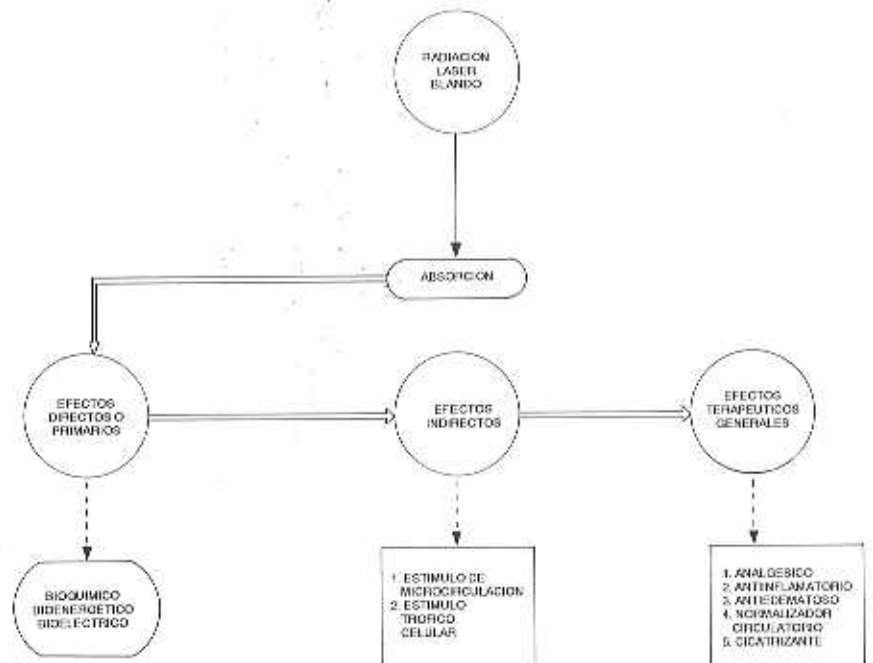 RADIACION
LASER
BLANDO
ABSORCION
EFECTOS
DIRECTOS O
PRIMARIOS
EFECTOS
INDIRECTOS
EFECTOS
TERAPEUTICOS
GENERALES
BIOQUIMICO
BIOENERGÉTICO
BIOELECTRICO
1. ESTIMULO DE
MICROCIRCULACION
2. ESTIMULO
TROFICO
CELULAR
1. ANALGESICO
2. ANTIINFLAMATORIO
3. ANTIEDEMATOSO
4. NORMALIZADOR
CIRCULATORIO
5. CICATRIZANTE